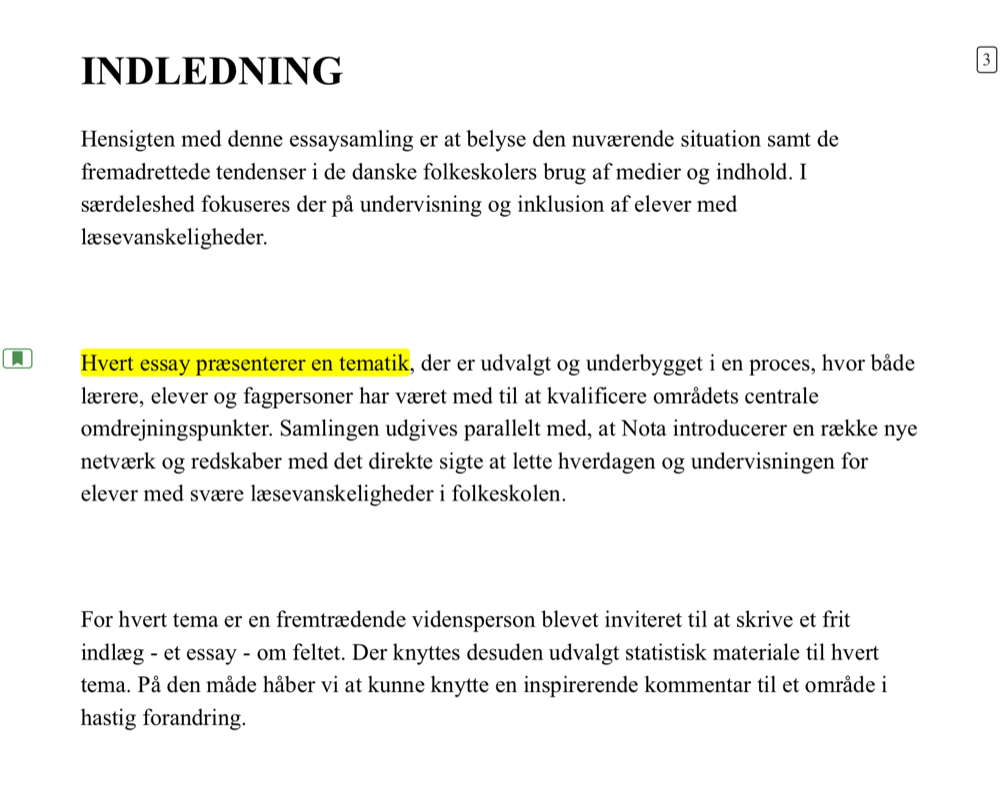 INDLEDNING
3
Hensigten med denne essaysamling er at belyse den nuværende situation samt de
fremadrettede tendenser i de danske folkeskolers brug af medier og indhold. I
særdeleshed fokuseres der på undervisning og inklusion af elever med
læsevanskeligheder.
Hvert essay præsenterer en tematik, der er udvalgt og underbygget i en proces, hvor både
lærere, elever og fagpersoner har været med til at kvalificere områdets centrale
omdrejningspunkter. Samlingen udgives parallelt med, at Nota introducerer en række nye
netværk og redskaber med det direkte sigte at lette hverdagen og undervisningen for
elever med svære læsevanskeligheder i folkeskolen.
For hvert tema er en fremtrædende vidensperson blevet inviteret til at skrive et frit
indlæg - et essay - om feltet. Der knyttes desuden udvalgt statistisk materiale til hvert
tema. På den måde håber vi at kunne knytte en inspirerende kommentar til et område i
hastig forandring.